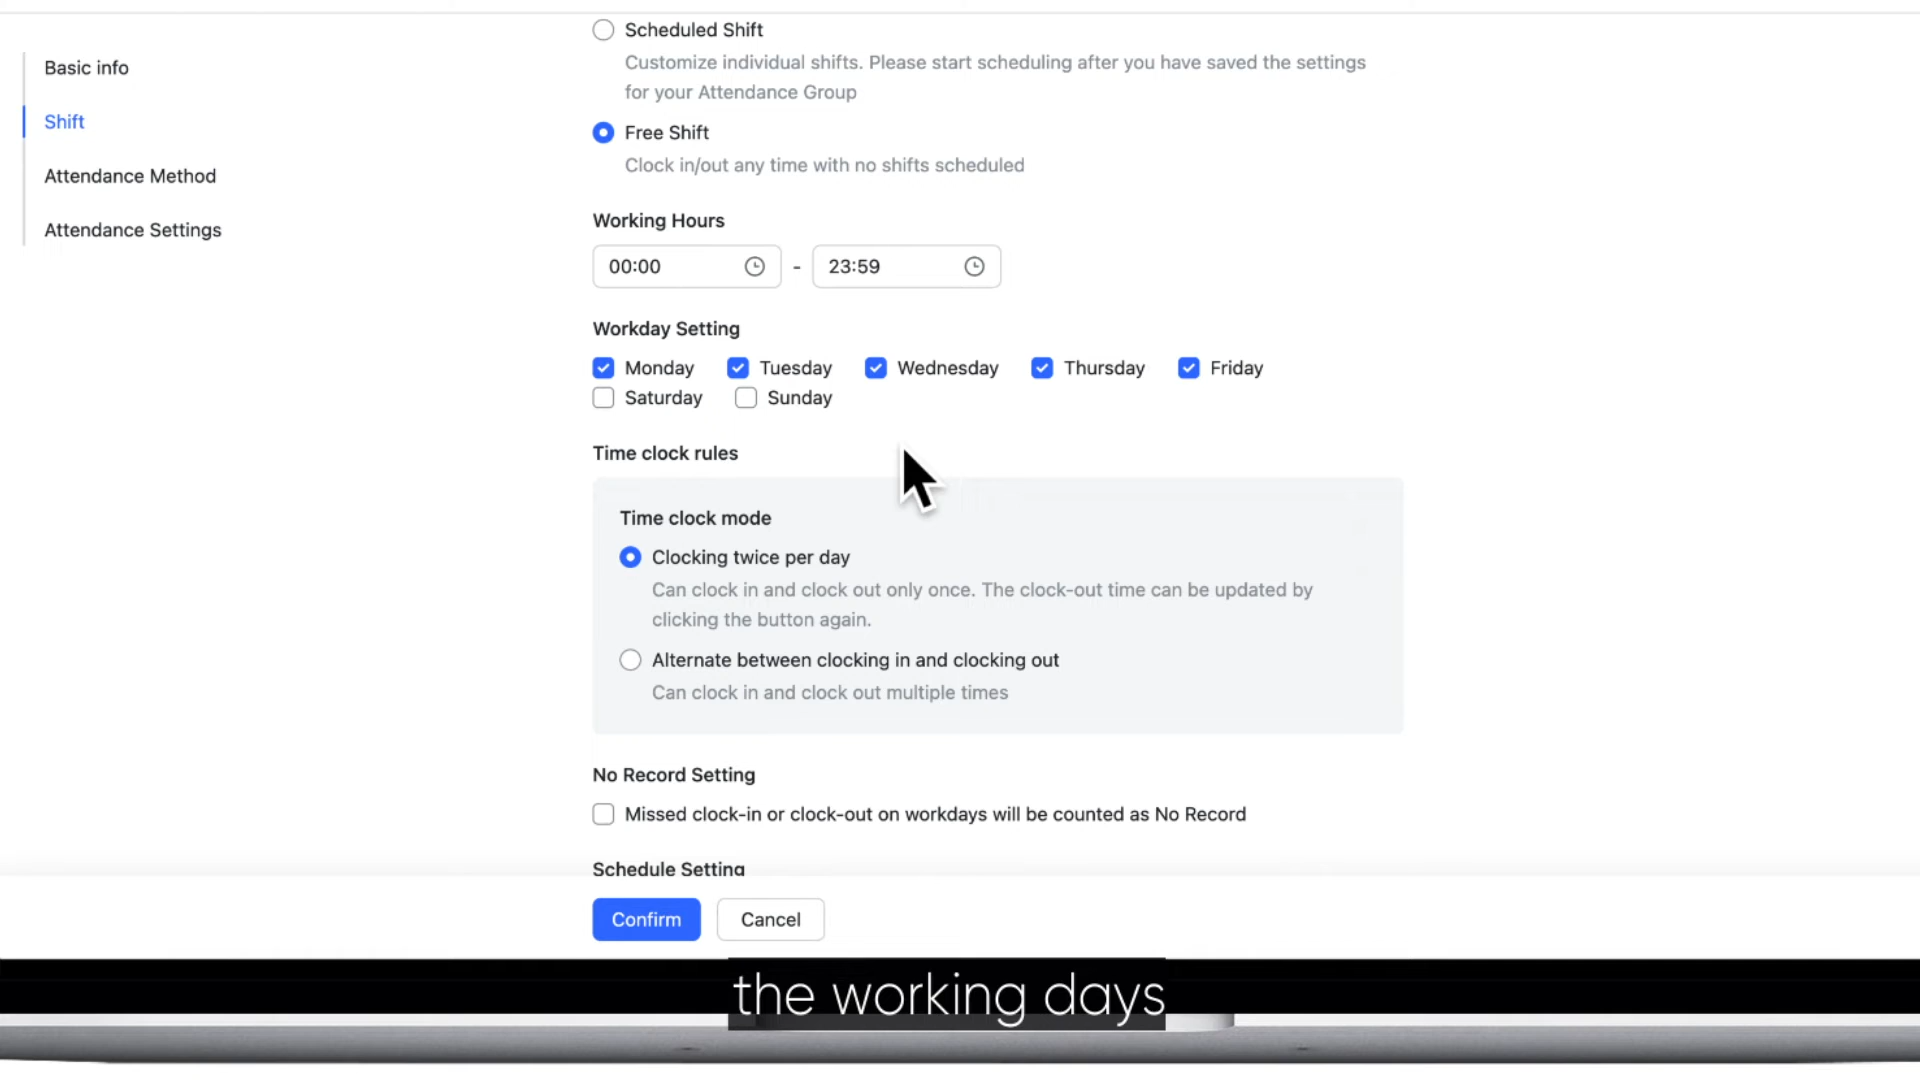 Basic info
Shift
Attendance Method
Attendance Settings
Scheduled Shift
Customize individual shifts. Please start scheduling after you have saved the settings
for your Attendance Group
Free Shift
Clock in/out any time with no shifts scheduled
Working Hours
00:00 - 23:59
Workday Setting
Monday Tuesday Wednesday Thursday Friday
Saturday Sunday
Time clock rules
Time clock mode
Clocking twice per day
Can clock in and clock out only once. The clock-out time can be updated by
clicking the button again.
Alternate between clocking in and clocking out
Can clock in and clock out multiple times
No Record Setting
Missed clock-in or clock-out on workdays will be counted as No Record
Schedule Setting
Confirm Cancel
the working days